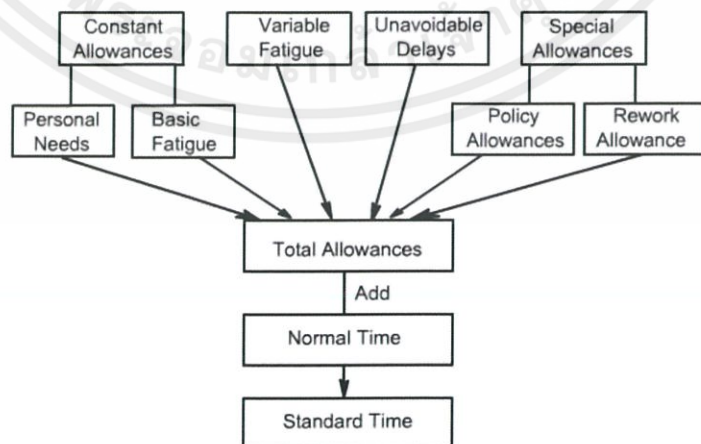 Constant
Allowances
Variable
Fatigue
Unavoidable
Delays
Special
Allowances
Personal
Needs
Basic
Fatigue
Policy
Allowances
Rework
Allowance
Total Allowances
Add
Normal Time
Standard Time